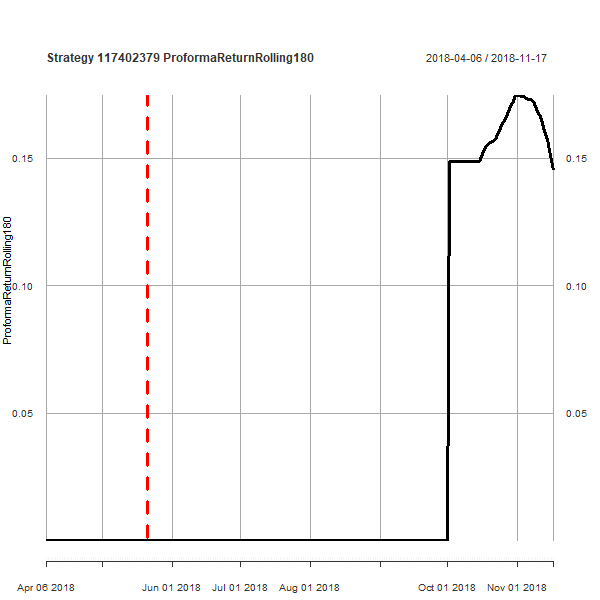 Strategy 117402379 ProformaReturnRolling180
2018-04-06 / 2018-11-17
ProformaReturnRolling180
0.15
0.15
0.10
0.10
0.05
0.05
Apr 06 2018
Jun 01 2018
Jul 01 2018
Aug 01 2018
Oct 01 2018
Nov 01 2018